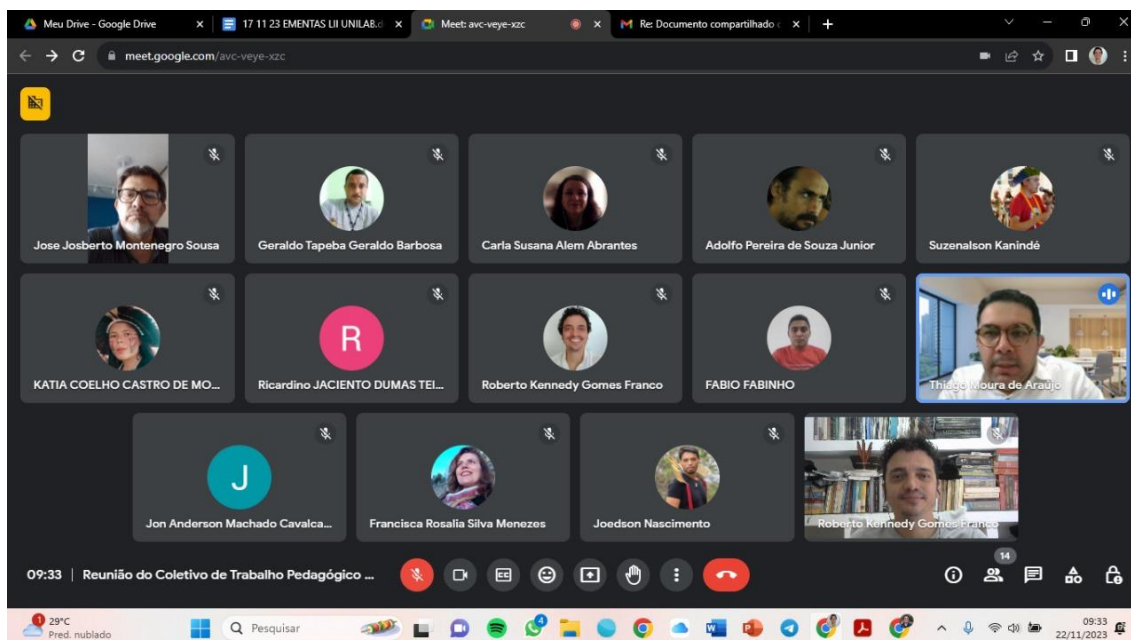 Meu Drive - Google Drive
17 11 23 EMENTAS LII UNILAB.d
Meet: avc-veye-xzc
Re: Documento compartilhado c
meet.google.com/avc-veye-xzc
Jose Josberto Montenegro Sousa
Geraldo Tapeba Geraldo Barbosa
Carla Susana Alem Abrantes
Adolfo Pereira de Souza Junior
Suzenalson Kanindé
KATIA COELHO CASTRO DE MO...
R
Ricardino JACIENTO DUMAS TEI...
Roberto Kennedy Gomes Franco
FABIO FABINHO
Thiago Moura de Araújo
J
Jon Anderson Machado Cavalca...
Francisca Rosalia Silva Menezes
Joedson Nascimento
Roberto Kennedy Gomes Franco
09:33 | Reunião do Coletivo de Trabalho Pedagógico ...
CC
14
1
29°C
Pred. nublado
Pesquisar
4
09:33
22/11/2023